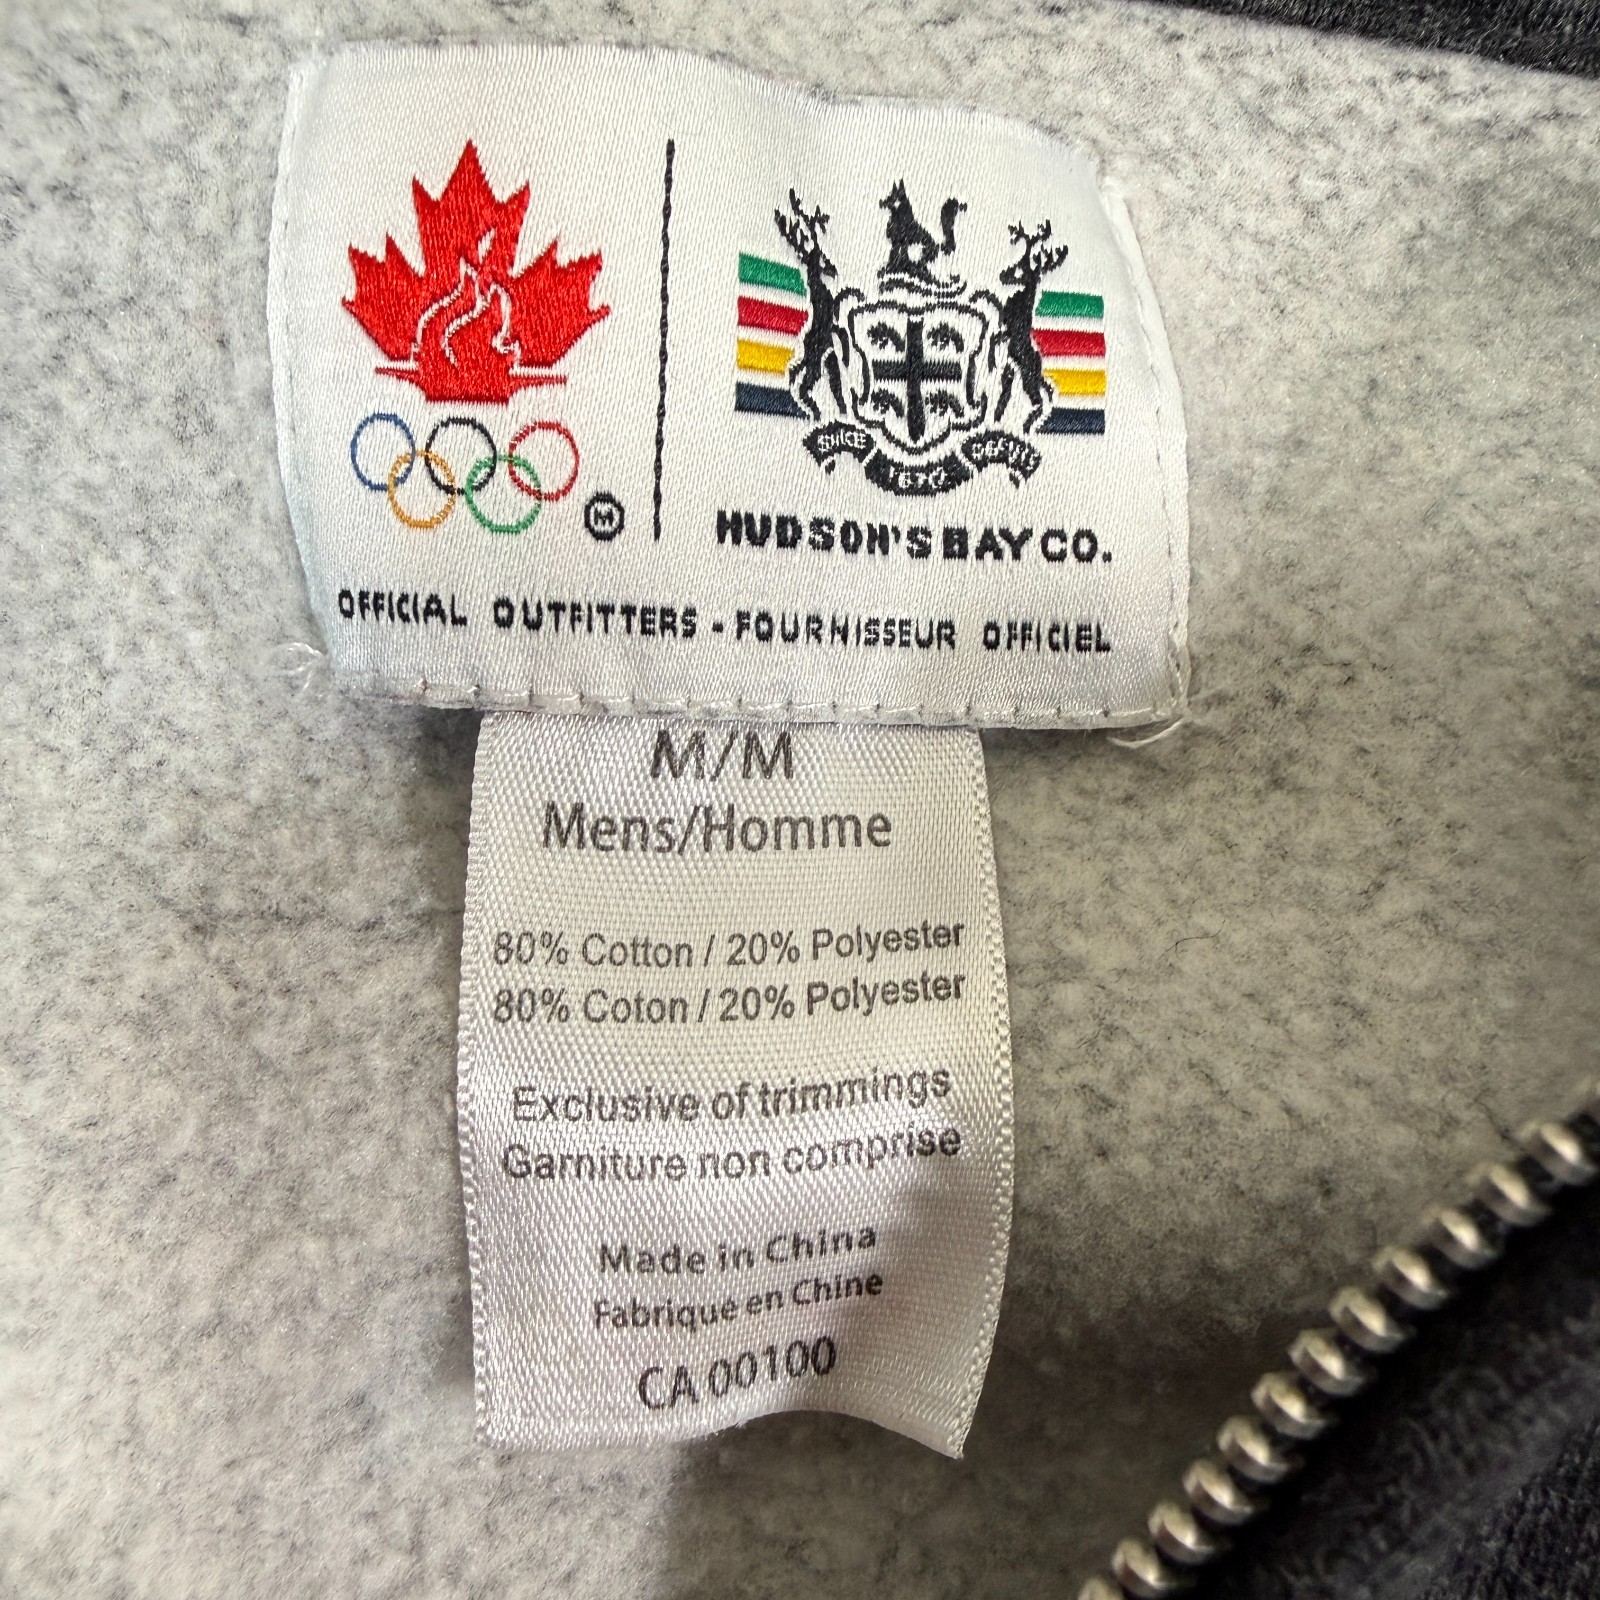 SINCE 1670 DEPUIS
M
HUDSON'S BAY CO.
OFFICIAL OUTFITTERS - FOURNISSEUR OFFICIEL
M/M
Mens/Homme
80% Cotton / 20% Polyester
80% Coton / 20% Polyester
Exclusive of trimmings
Garniture non comprise
Made in China
Fabrique en Chine
CA 00100